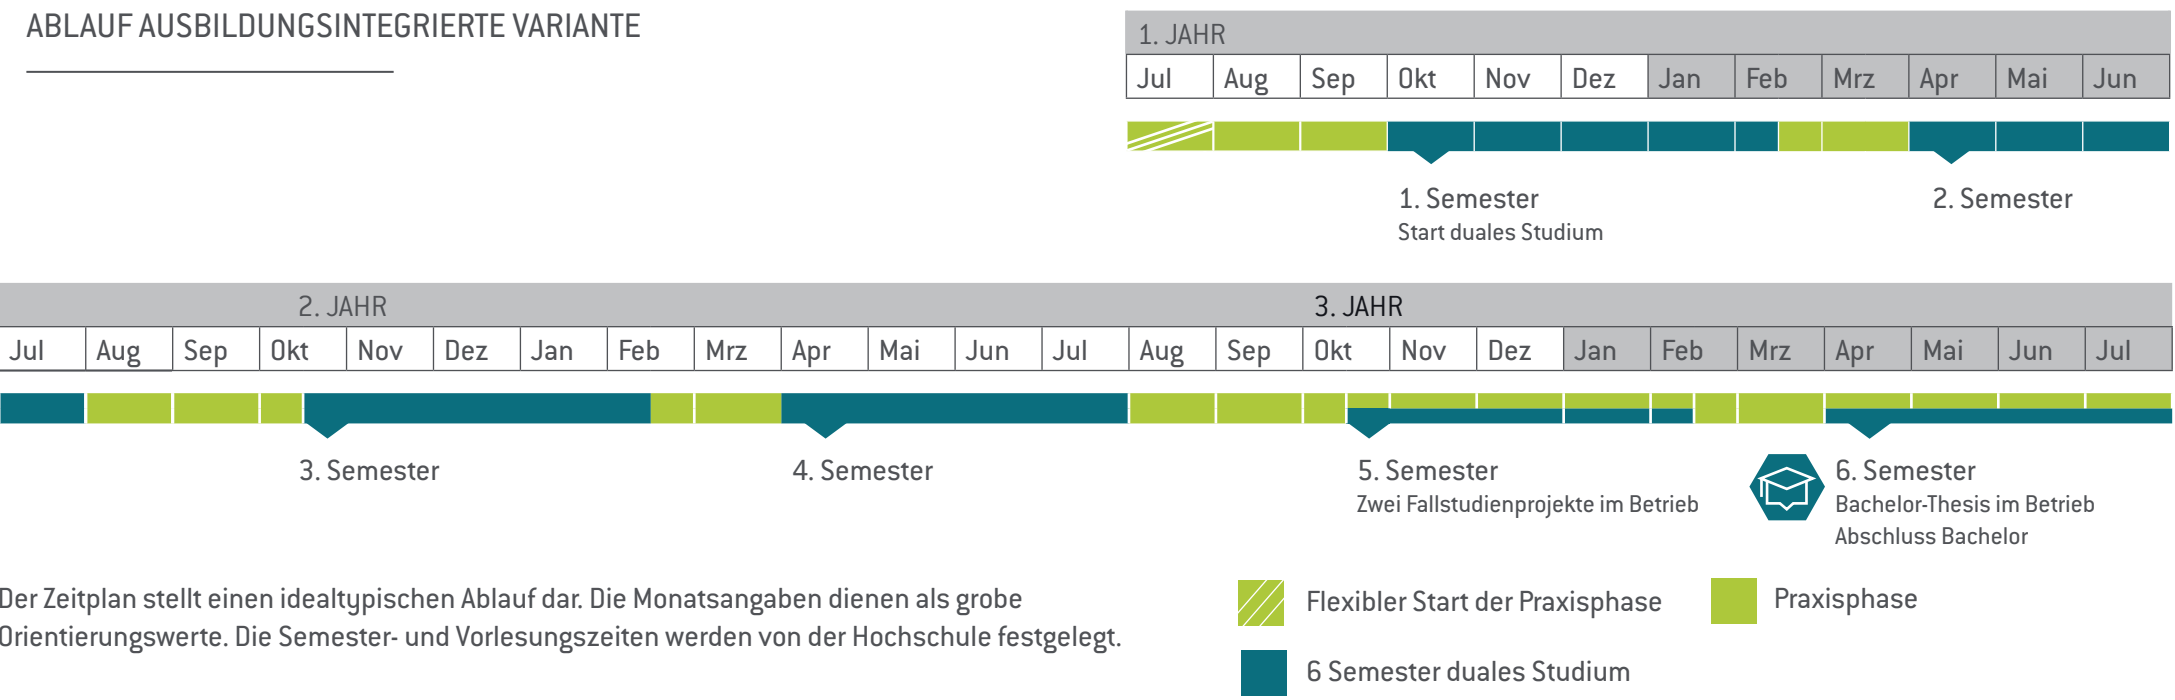 ABLAUF AUSBILDUNGSINTEGRIERTE VARIANTE
1. JAHR
Jul Aug Sep Okt Nov Dez Jan Feb Mrz Apr Mai Jun
1. Semester 2. Semester
Start duales Studium
2. JAHR 3. JAHR
Jul Aug Sep Okt Nov Dez Jan Feb Mrz Apr Mai Jun Jul Aug Sep Okt Nov Dez Jan Feb Mrz Apr Mai Jun Jul
3. Semester 4. Semester 5. Semester 6. Semester
Zwei Fallstudienprojekte im Betrieb Bachelor-Thesis im Betrieb
Abschluss Bachelor
Der Zeitplan stellt einen idealtypischen Ablauf dar. Die Monatsangaben dienen als grobe
Orientierungswerte. Die Semester- und Vorlesungszeiten werden von der Hochschule festgelegt.
Flexibler Start der Praxisphase Praxisphase
6 Semester duales Studium